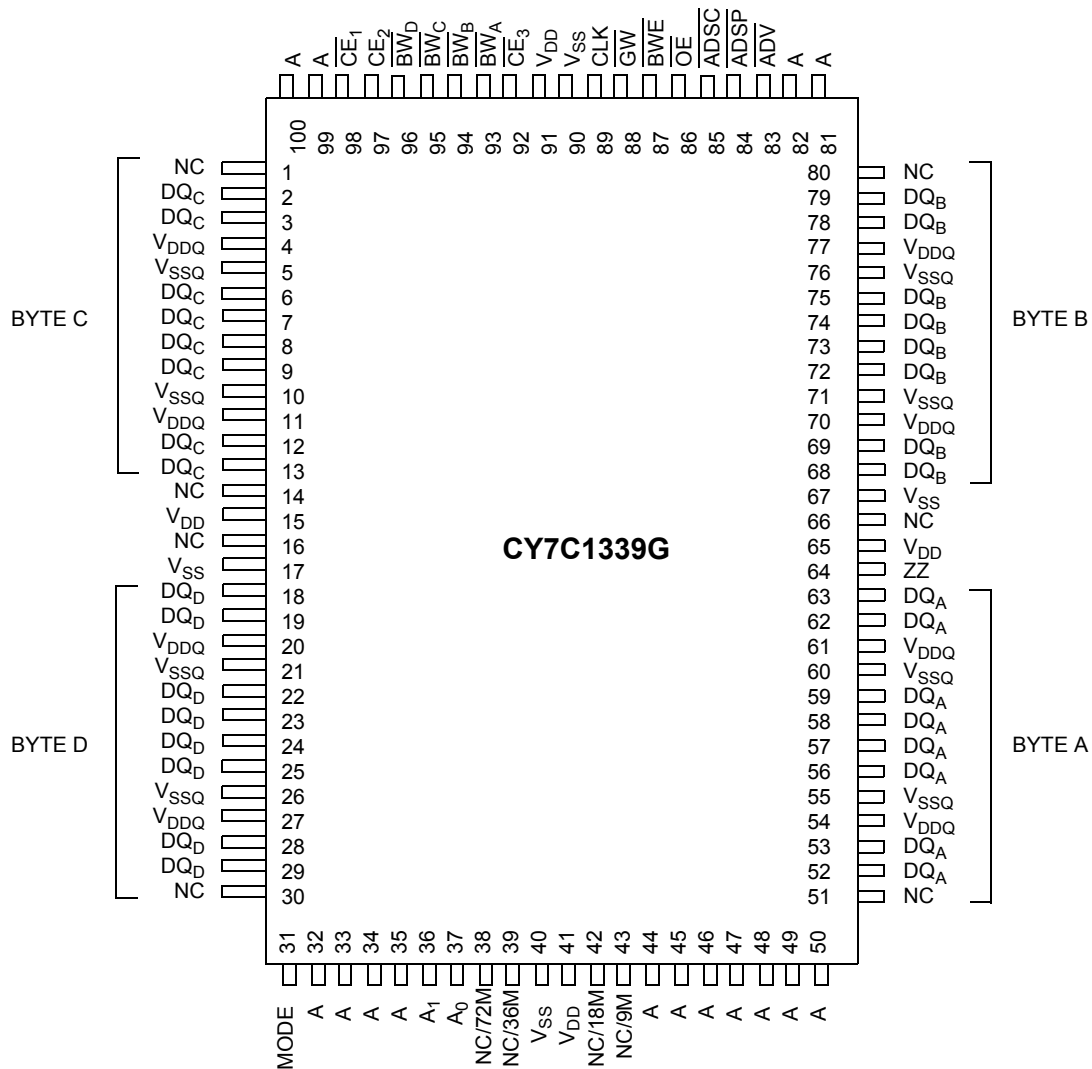 A
A
CE1
CE2
BWD
BWC
BWB
BWA
CE3
VDD
VSS
CLK
GW
BWE
OE
ADSC
ADSP
ADV
A
A
100
99
98
97
96
95
94
93
92
91
90
89
88
87
86
85
84
83
82
81
BYTE C
NC 1
DQC 2
DQC 3
VDDQ 4
VSSQ 5
DQC 6
DQC 7
DQC 8
DQC 9
VSSQ 10
VDDQ 11
DQC 12
DQC 13
NC 14
VDD 15
NC 16
VSS 17
BYTE D
DQD 18
DQD 19
VDDQ 20
VSSQ 21
DQD 22
DQD 23
DQD 24
DQD 25
VSSQ 26
VDDQ 27
DQD 28
DQD 29
NC 30
CY7C1339G
80 NC
79 DQB
78 DQB
77 VDDQ
76 VSSQ
75 DQB
74 DQB
73 DQB
72 DQB
71 VSSQ
70 VDDQ
69 DQB
68 DQB
BYTE B
67 VSS
66 NC
65 VDD
64 ZZ
63 DQA
62 DQA
61 VDDQ
60 VSSQ
59 DQA
58 DQA
57 DQA
56 DQA
55 VSSQ
54 VDDQ
53 DQA
52 DQA
51 NC
BYTE A
31
32
33
34
35
36
37
38
39
40
41
42
43
44
45
46
47
48
49
50
MODE
A
A
A
A
A1
A0
NC/72M
NC/36M
VSS
VDD
NC/18M
NC/9M
A
A
A
A
A
A
A